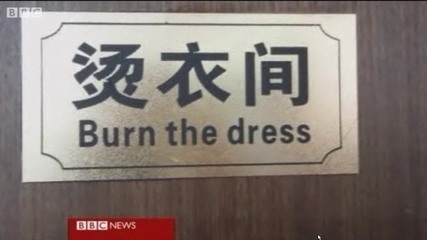 BBC
烫衣间
Burn the dress
BBC NEWS